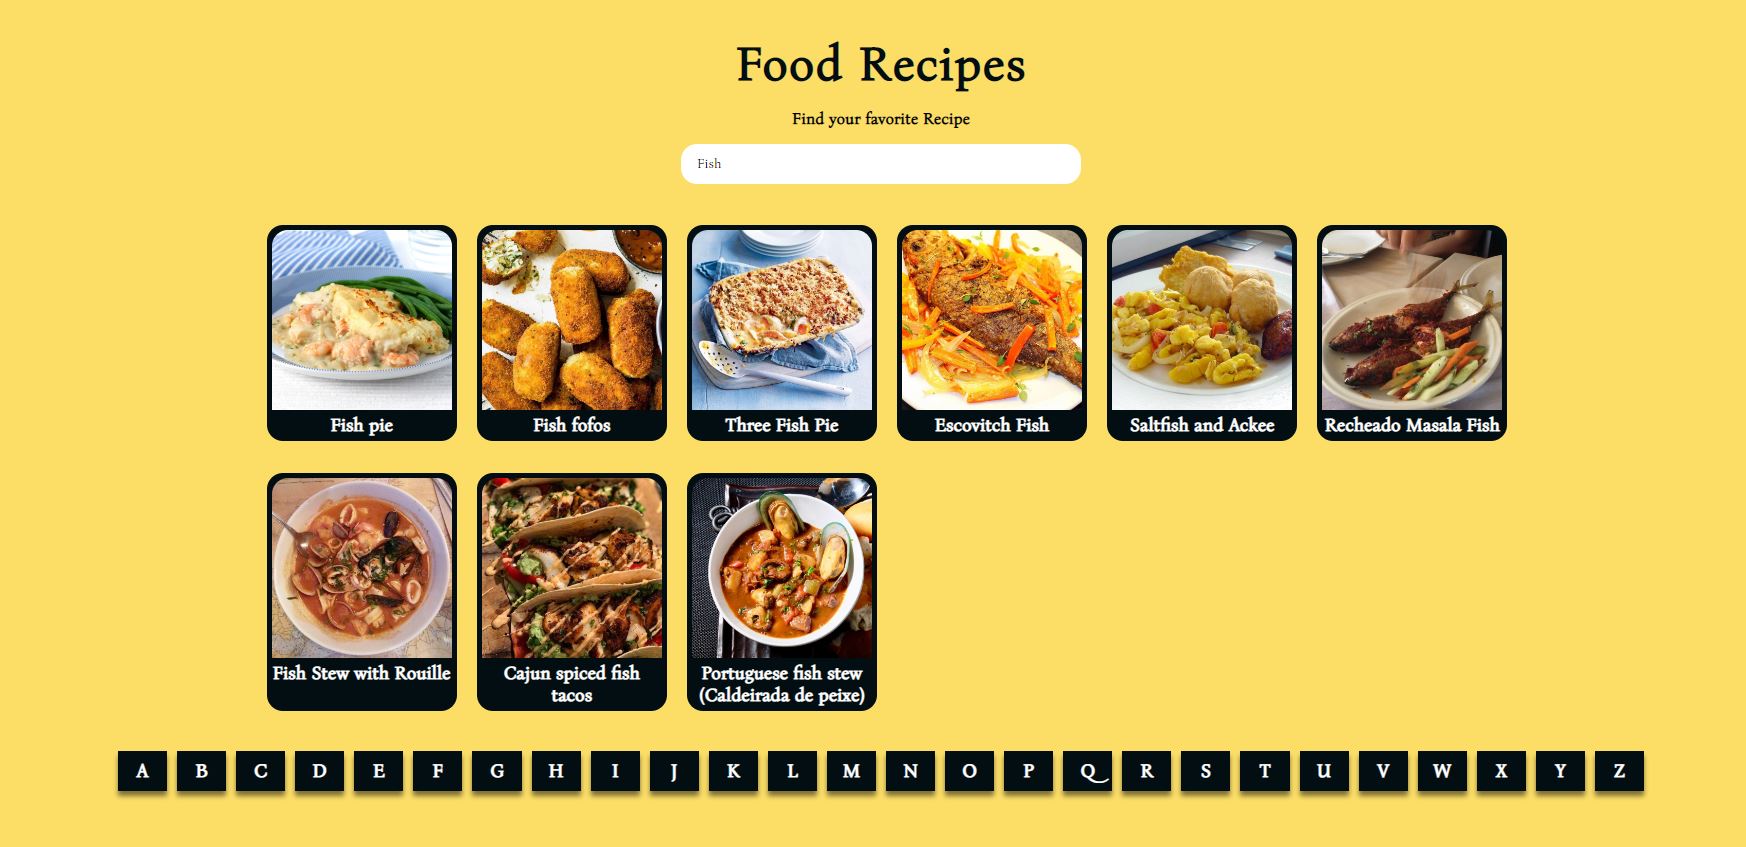 Food Recipes
Find your favorite Recipe
Fish
Fish pie
Fish fofos
Three Fish Pie
Escovitch Fish
Saltfish and Ackee
Recheado Masala Fish
Fish Stew with Rouille
Cajun spiced fish
tacos
Portuguese fish stew
(Caldeirada de peixe)
A B C D E F G H I J K L M N O P Q R S T U V W X Y Z